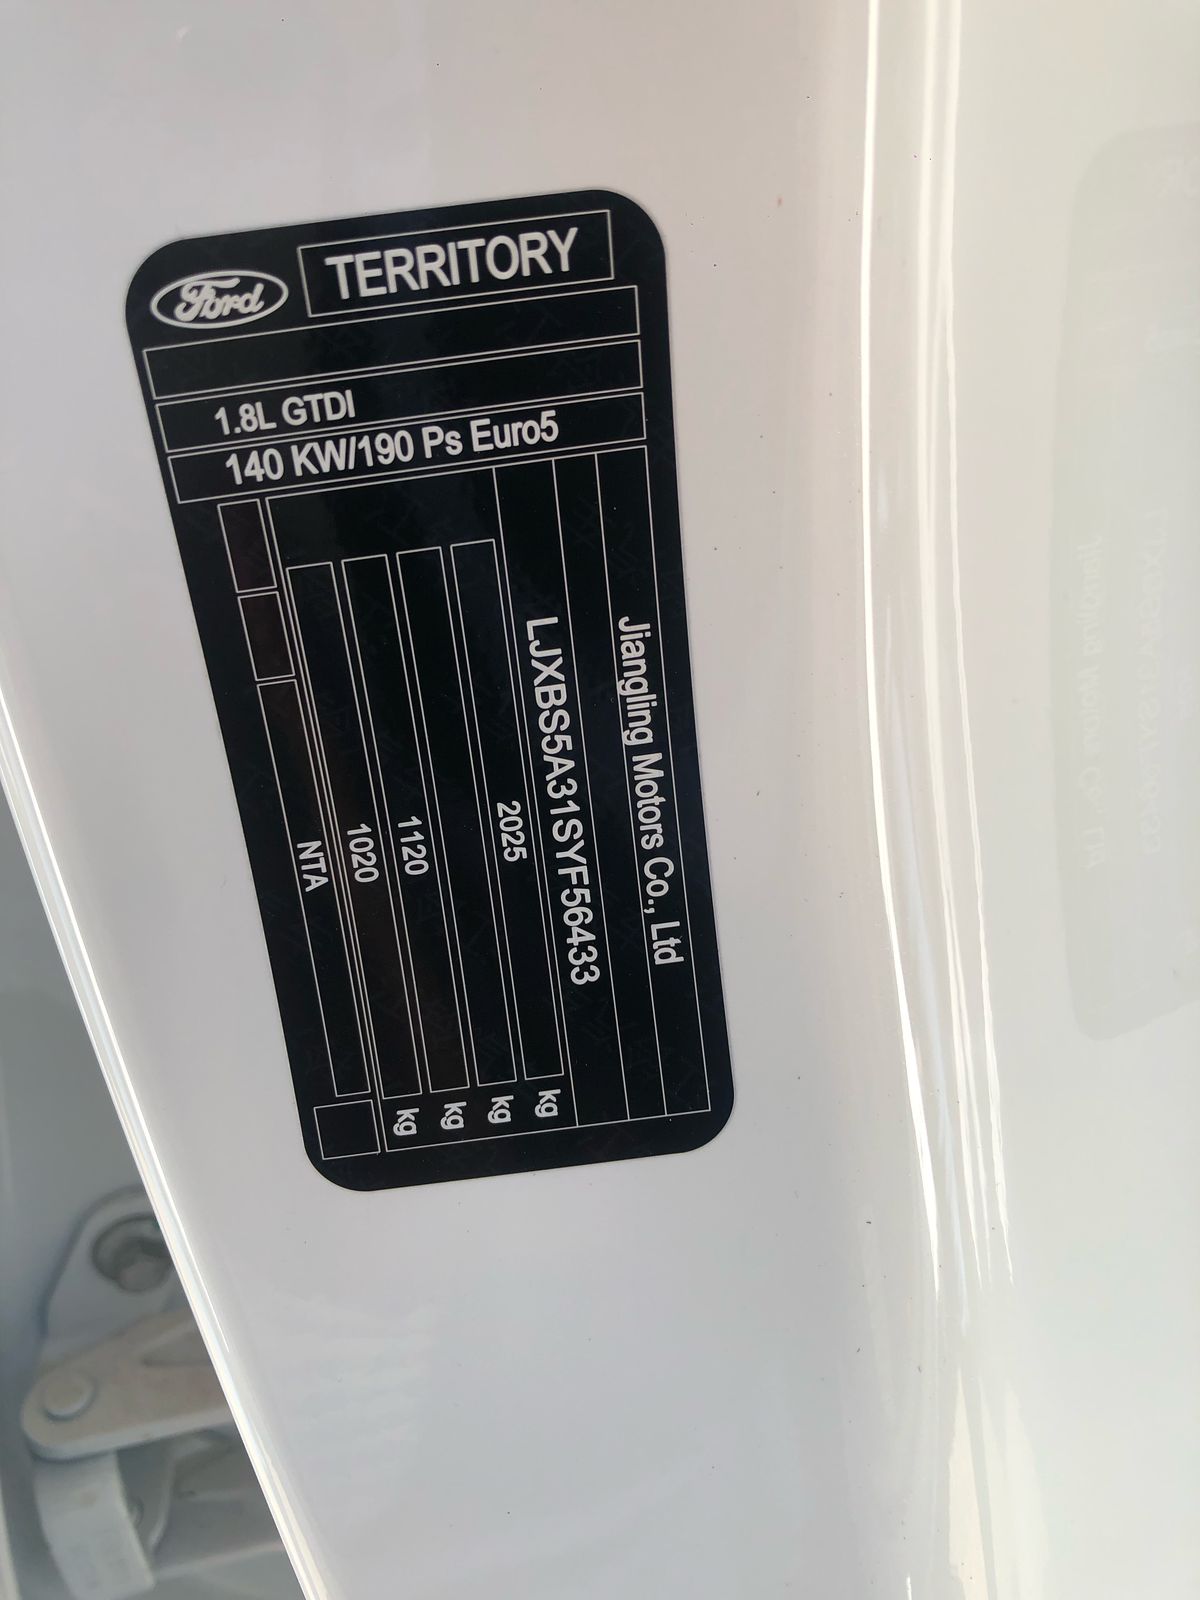 Ford
TERRITORY
1.8L GTDI
140 KW/190 Ps Euro5
Jiangling Motors Co., Ltd
LJXBS5A31SYF56433
2025 kg
kg
1120 kg
1020 kg
NTA